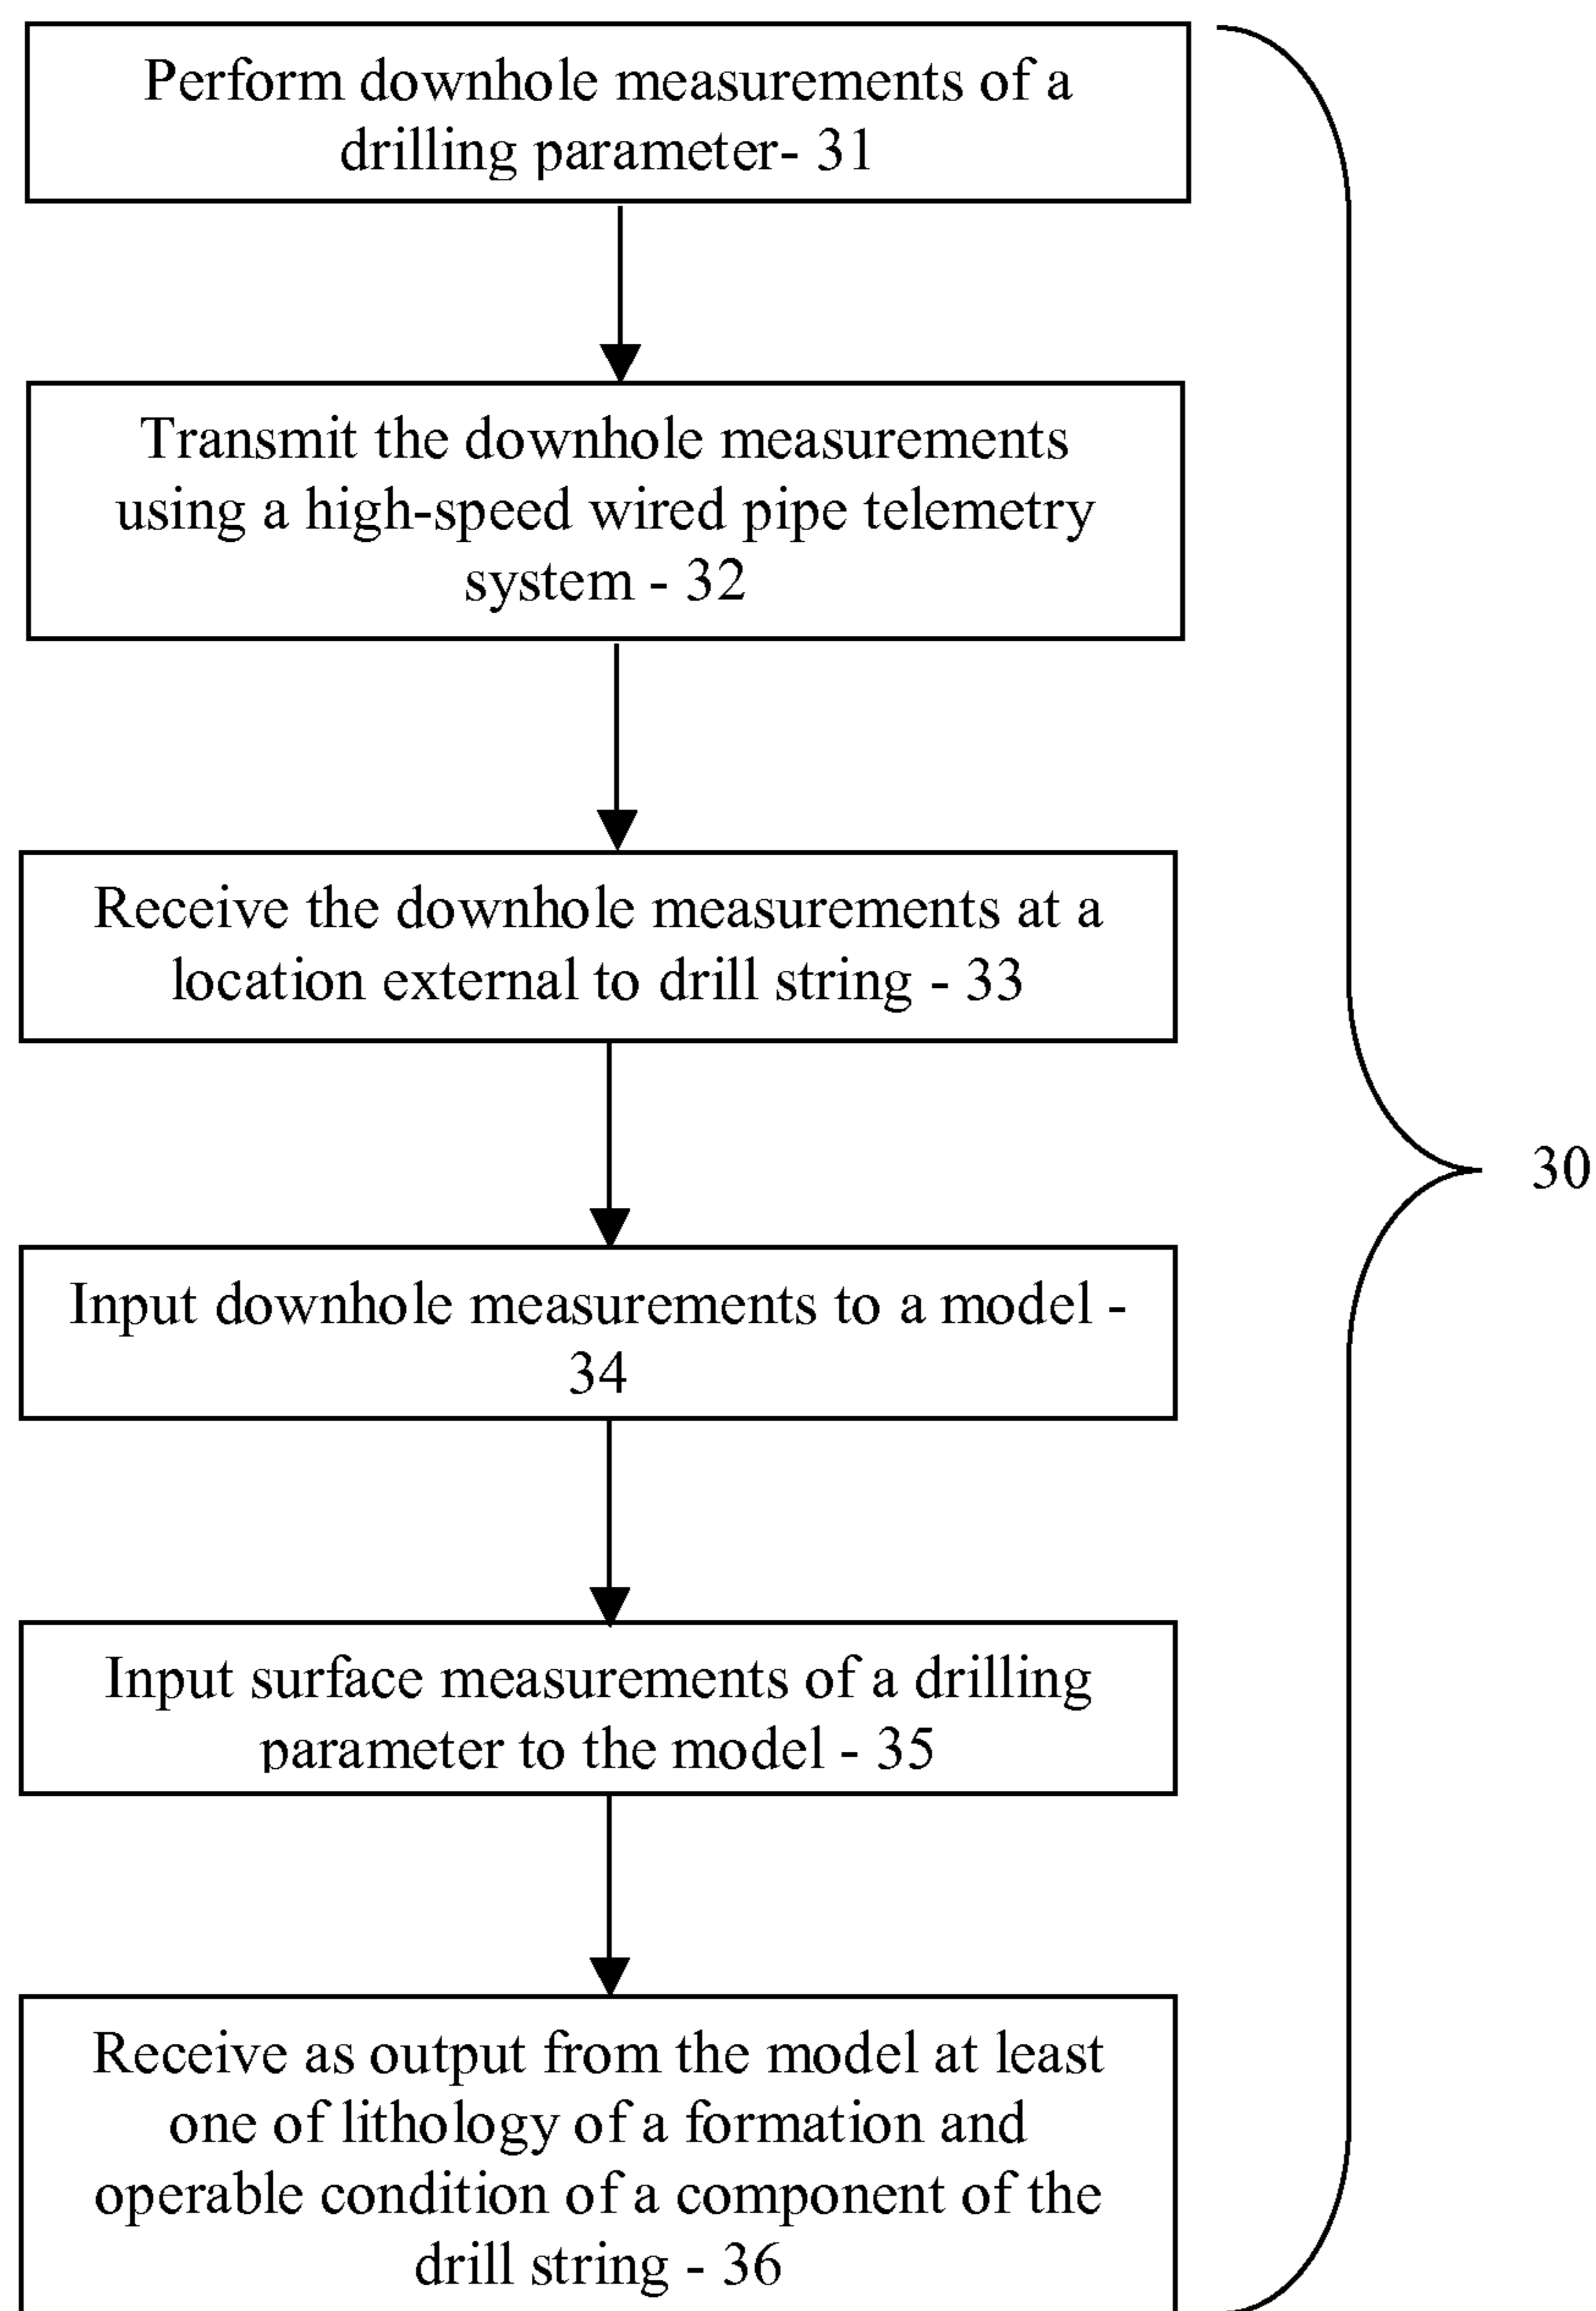 Perform downhole measurements of a
drilling parameter- 31
Transmit the downhole measurements
using a high-speed wired pipe telemetry
system - 32
Receive the downhole measurements at a
location external to drill string - 33
Input downhole measurements to a model -
34
Input surface measurements of a drilling
parameter to the model - 35
Receive as output from the model at least
one of lithology of a formation and
operable condition of a component of the
drill string - 36
30